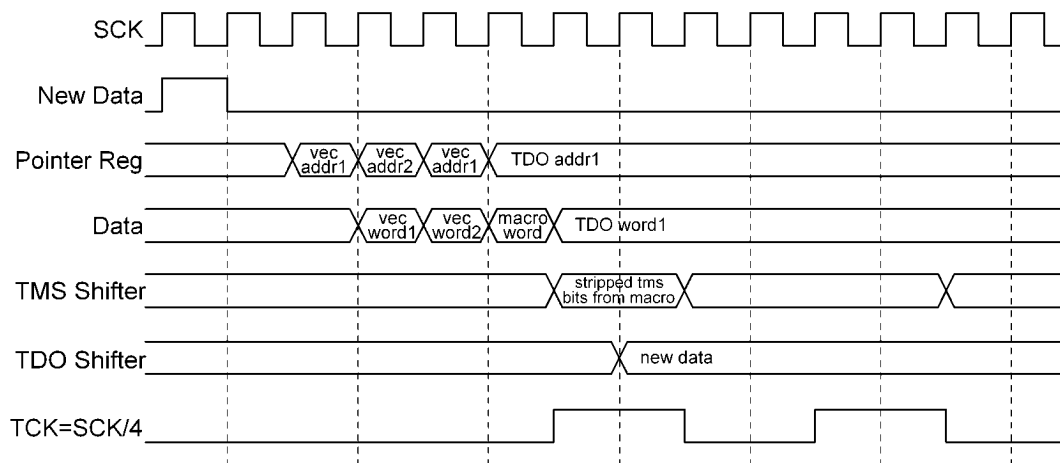 SCK
New Data
Pointer Reg
vec
addr1
vec
addr2
vec
addr1
TDO addr1
Data
vec
word1
vec
word2
macro
word
TDO word1
TMS Shifter
stripped tms
bits from macro
TDO Shifter
new data
TCK=SCK/4